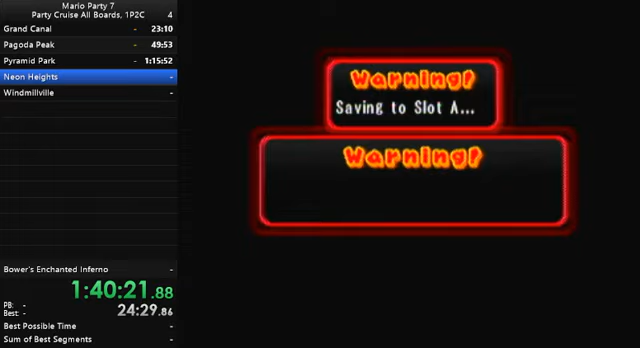 Mario Party 7
Party Cruise All Boards, 1P2C 4
Grand Canal - 23:10
Pagoda Peak - 49:53
Pyramid Park - 1:15:52
Neon Heights -
Windmillville -
Bower's Enchanted Inferno -
1:40:21.88
PB: -
Best: - 24:29.86
Best Possible Time -
Sum of Best Segments -
Warning!
Saving to Slot A...
Warning!